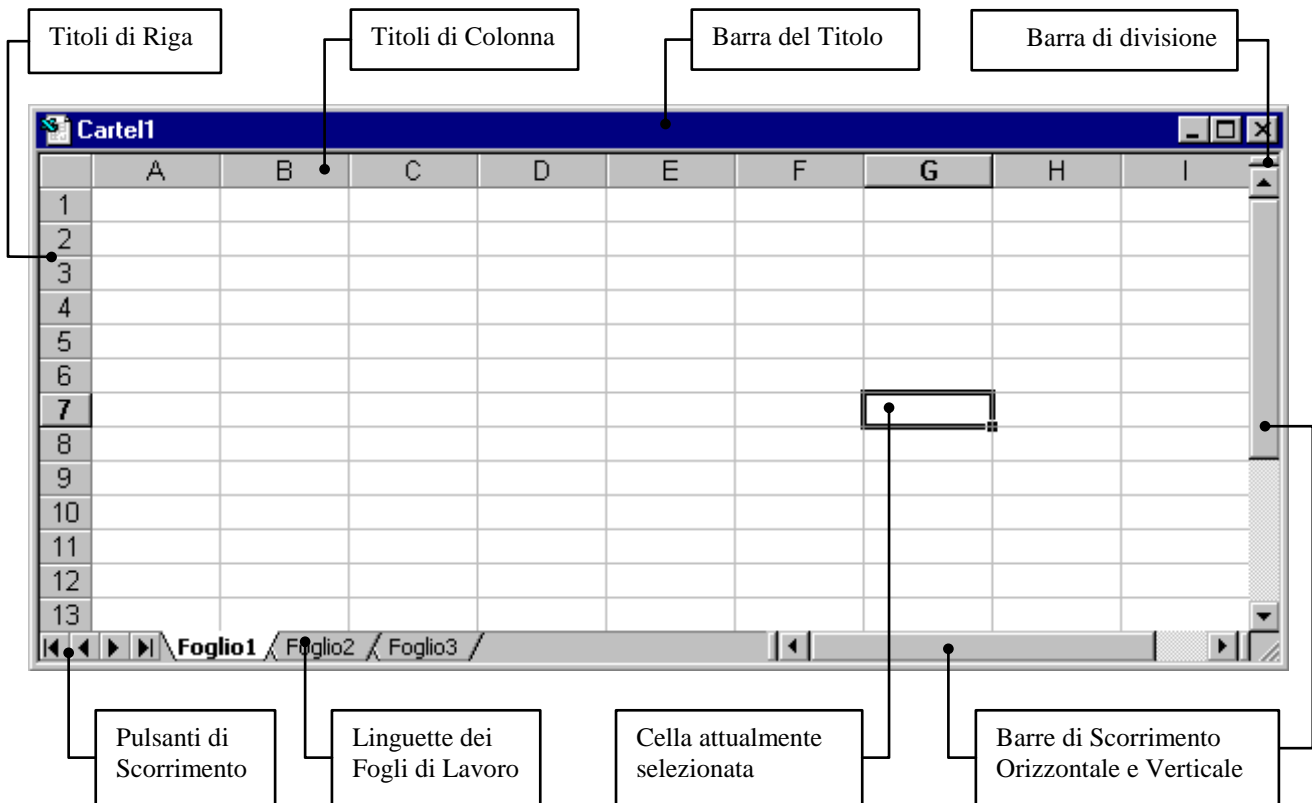 Titoli di Riga
Titoli di Colonna
Barra del Titolo
Barra di divisione
Cartel1
A B C D E F G H I
1
2
3
4
5
6
7
8
9
10
11
12
13
Foglio1 Foglio2 Foglio3
Pulsanti di
Scorrimento
Linguette dei
Fogli di Lavoro
Cella attualmente
selezionata
Barre di Scorrimento
Orizzontale e Verticale